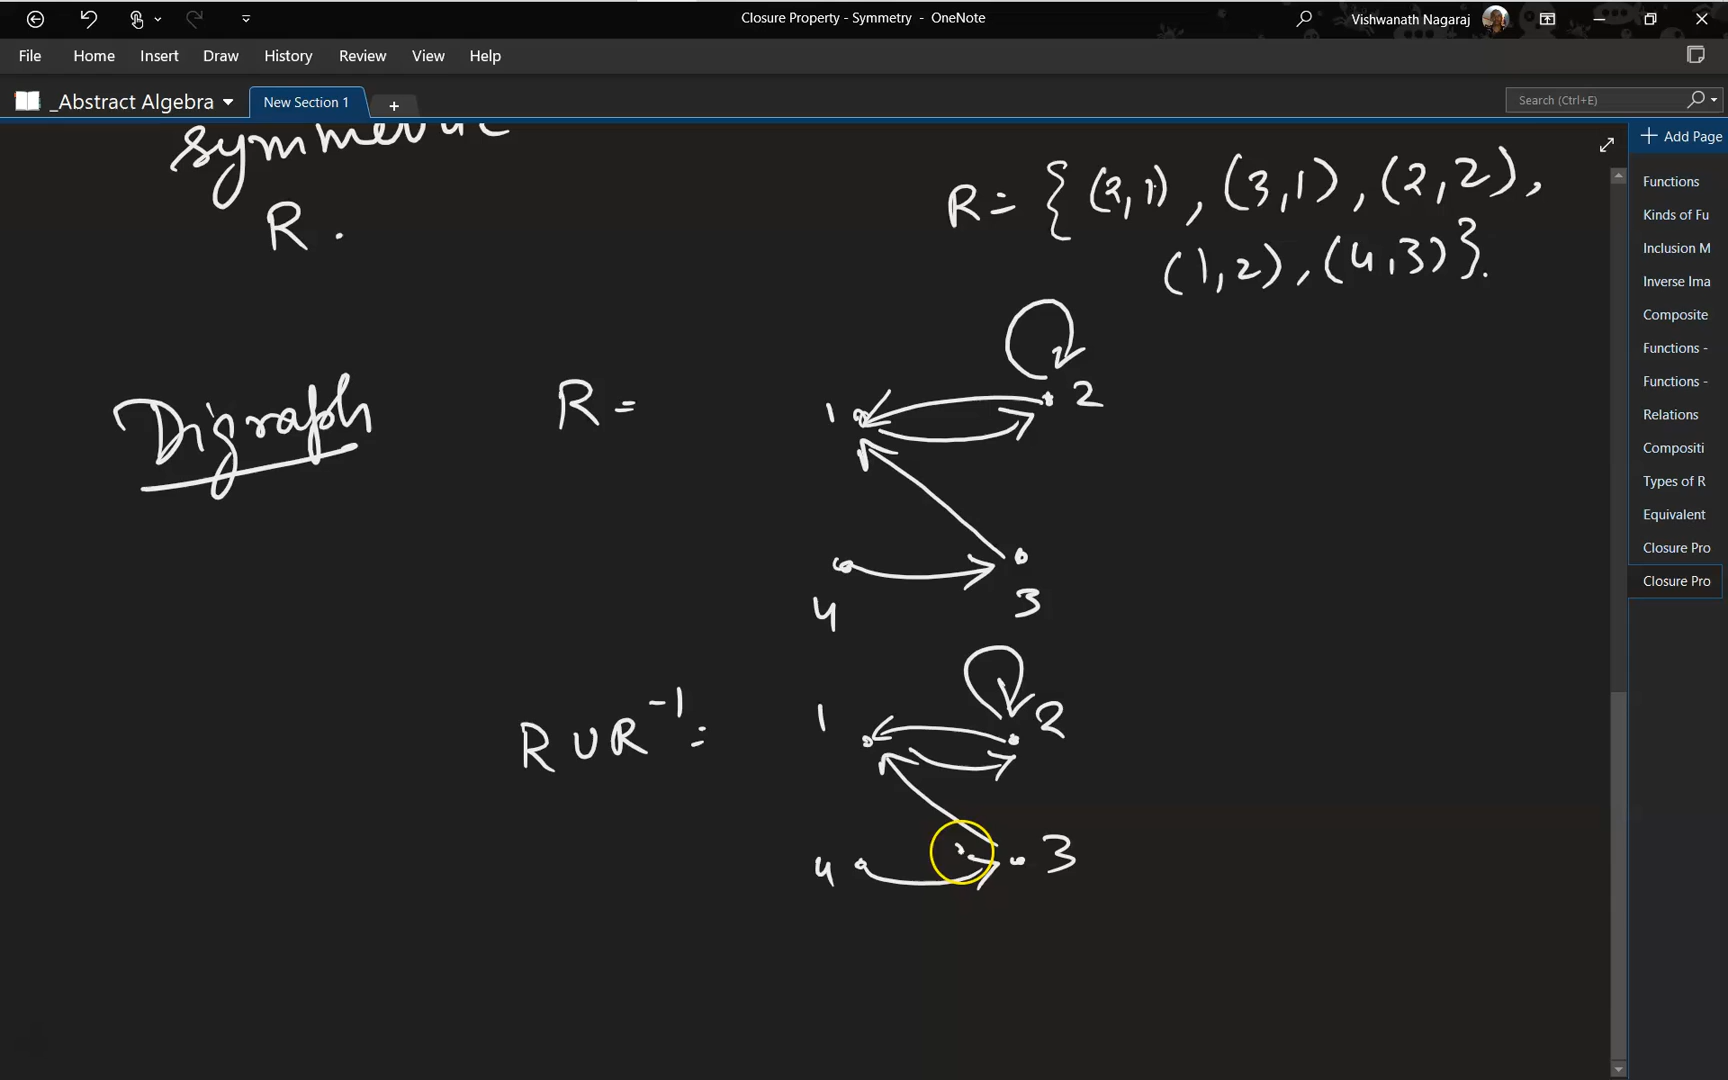 Closure Property - Symmetry - OneNote
Vishwanath Nagaraj
File Home Insert Draw History Review View Help
_Abstract Algebra
New Section 1
+
Search (Ctrl+E)
+ Add Page
Functions
Kinds of Fu
Inclusion M
Inverse Ima
Composite
Functions -
Functions -
Relations
Compositi
Types of R
Equivalent
Closure Pro
Closure Pro
symmetric
R .
R = { (2,1), (3,1), (2,2),
(1,2), (4,3)}.
Digraph
R =
1
2
4
3
R ∪ R⁻¹ =
1
2
4
3